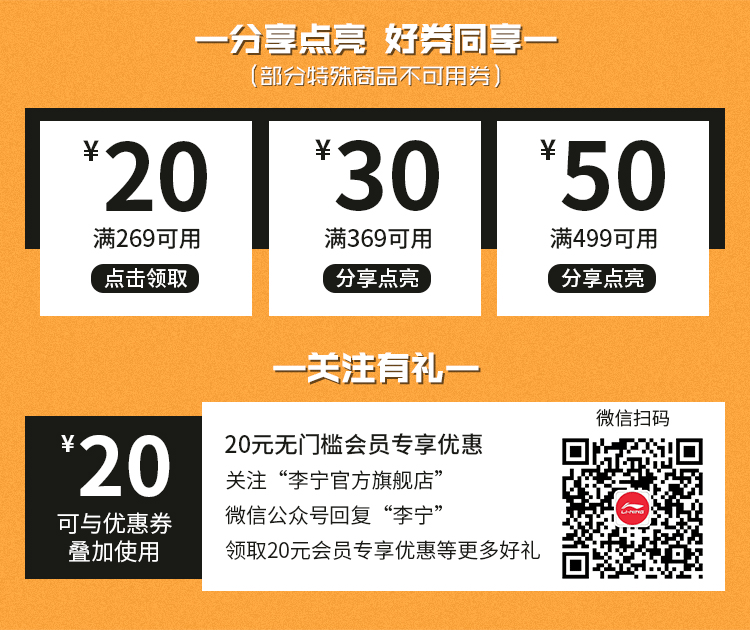 分享点亮 好券同享
(部分特殊商品不可用券)
¥20
满269可用
点击领取
¥30
满369可用
分享点亮
¥50
满499可用
分享点亮
关注有礼
¥20
可与优惠券
叠加使用
20元无门槛会员专享优惠
关注“李宁官方旗舰店”
微信公众号回复“李宁”
领取20元会员专享优惠等更多好礼
微信扫码
LI-NING